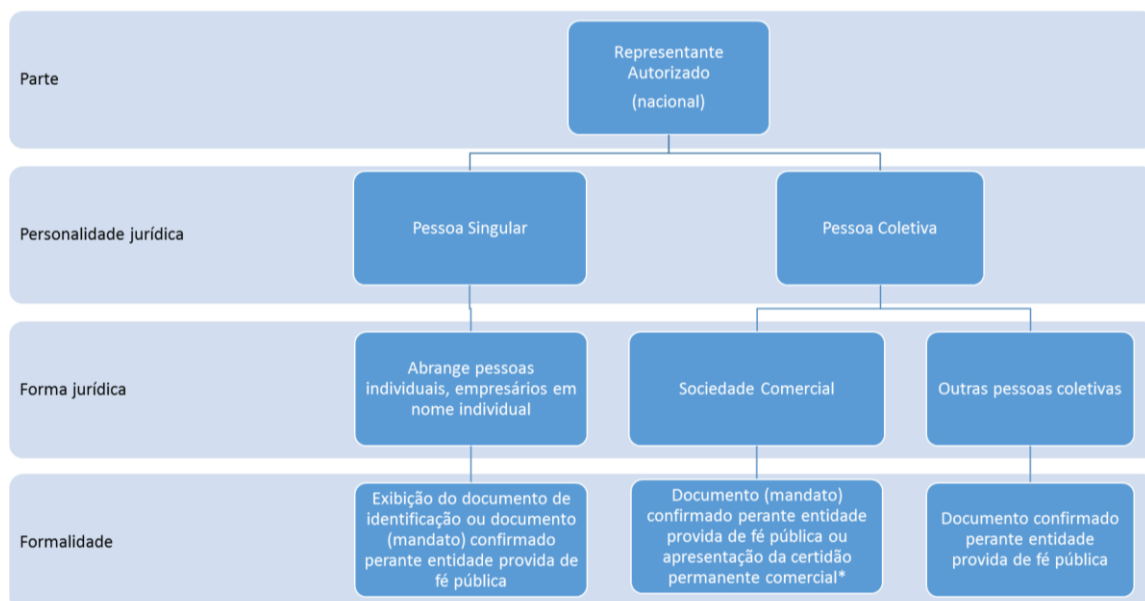 Parte
Representante
Autorizado
(nacional)
Personalidade jurídica
Pessoa Singular
Pessoa Coletiva
Forma jurídica
Abrange pessoas
individuais, empresários em
nome individual
Sociedade Comercial
Outras pessoas coletivas
Formalidade
Exibição do documento de
identificação ou documento
(mandato) confirmado
perante entidade provida de
fé pública
Documento (mandato)
confirmado perante entidade
provida de fé pública ou
apresentação da certidão
permanente comercial*
Documento confirmado
perante entidade
provida de fé pública